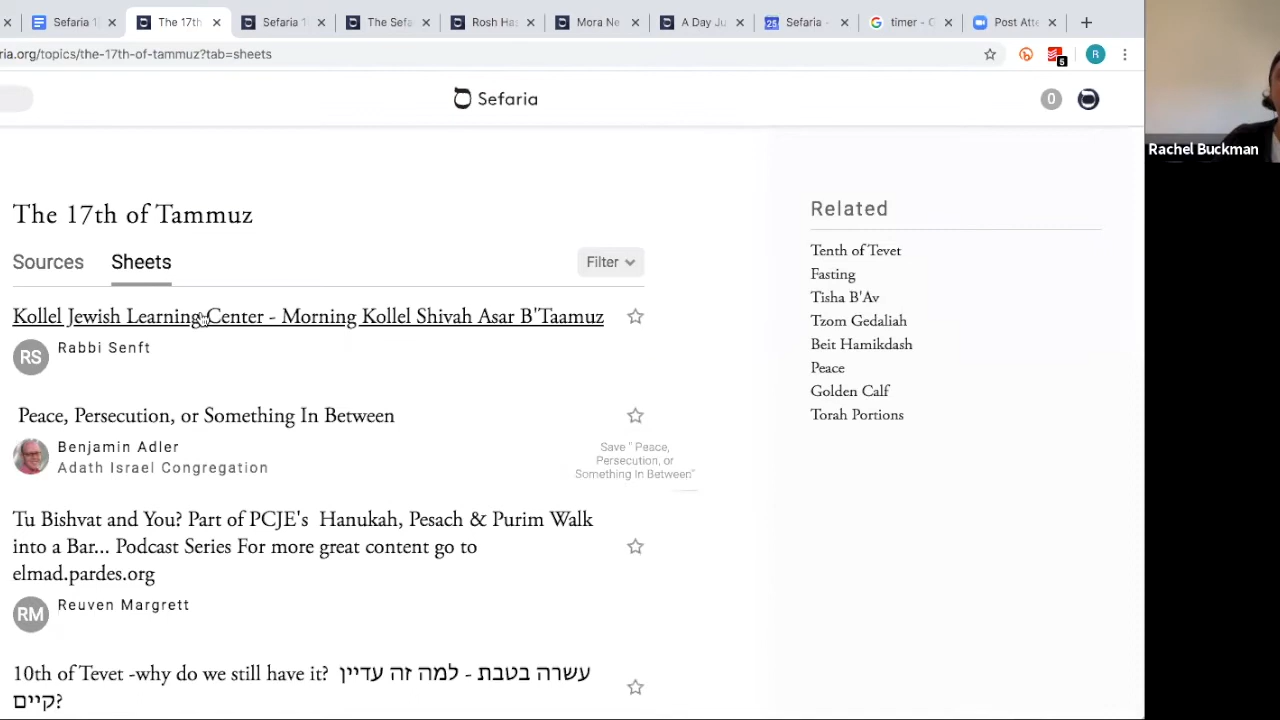 Sefaria 1
The 17th
Sefaria 1
The Sefa
Rosh Ha
Mora Ne
A Day Ju
25
Sefaria -
timer - G
Post Atte
ria.org/topics/the-17th-of-tammuz?tab=sheets
5
R
Sefaria
0
Rachel Buckman
The 17th of Tammuz
Sources
Sheets
Filter
Kollel Jewish Learning Center - Morning Kollel Shivah Asar B'Taamuz
RS
Rabbi Senft
Peace, Persecution, or Something In Between
Benjamin Adler
Adath Israel Congregation
Save " Peace,
Persecution, or
Something In Between"
Tu Bishvat and You? Part of PCJE's Hanukah, Pesach & Purim Walk
into a Bar... Podcast Series For more great content go to
elmad.pardes.org
RM
Reuven Margrett
10th of Tevet -why do we still have it? עשרה בטבת - למה זה עדיין
קיים?
Related
Tenth of Tevet
Fasting
Tisha B'Av
Tzom Gedaliah
Beit Hamikdash
Peace
Golden Calf
Torah Portions